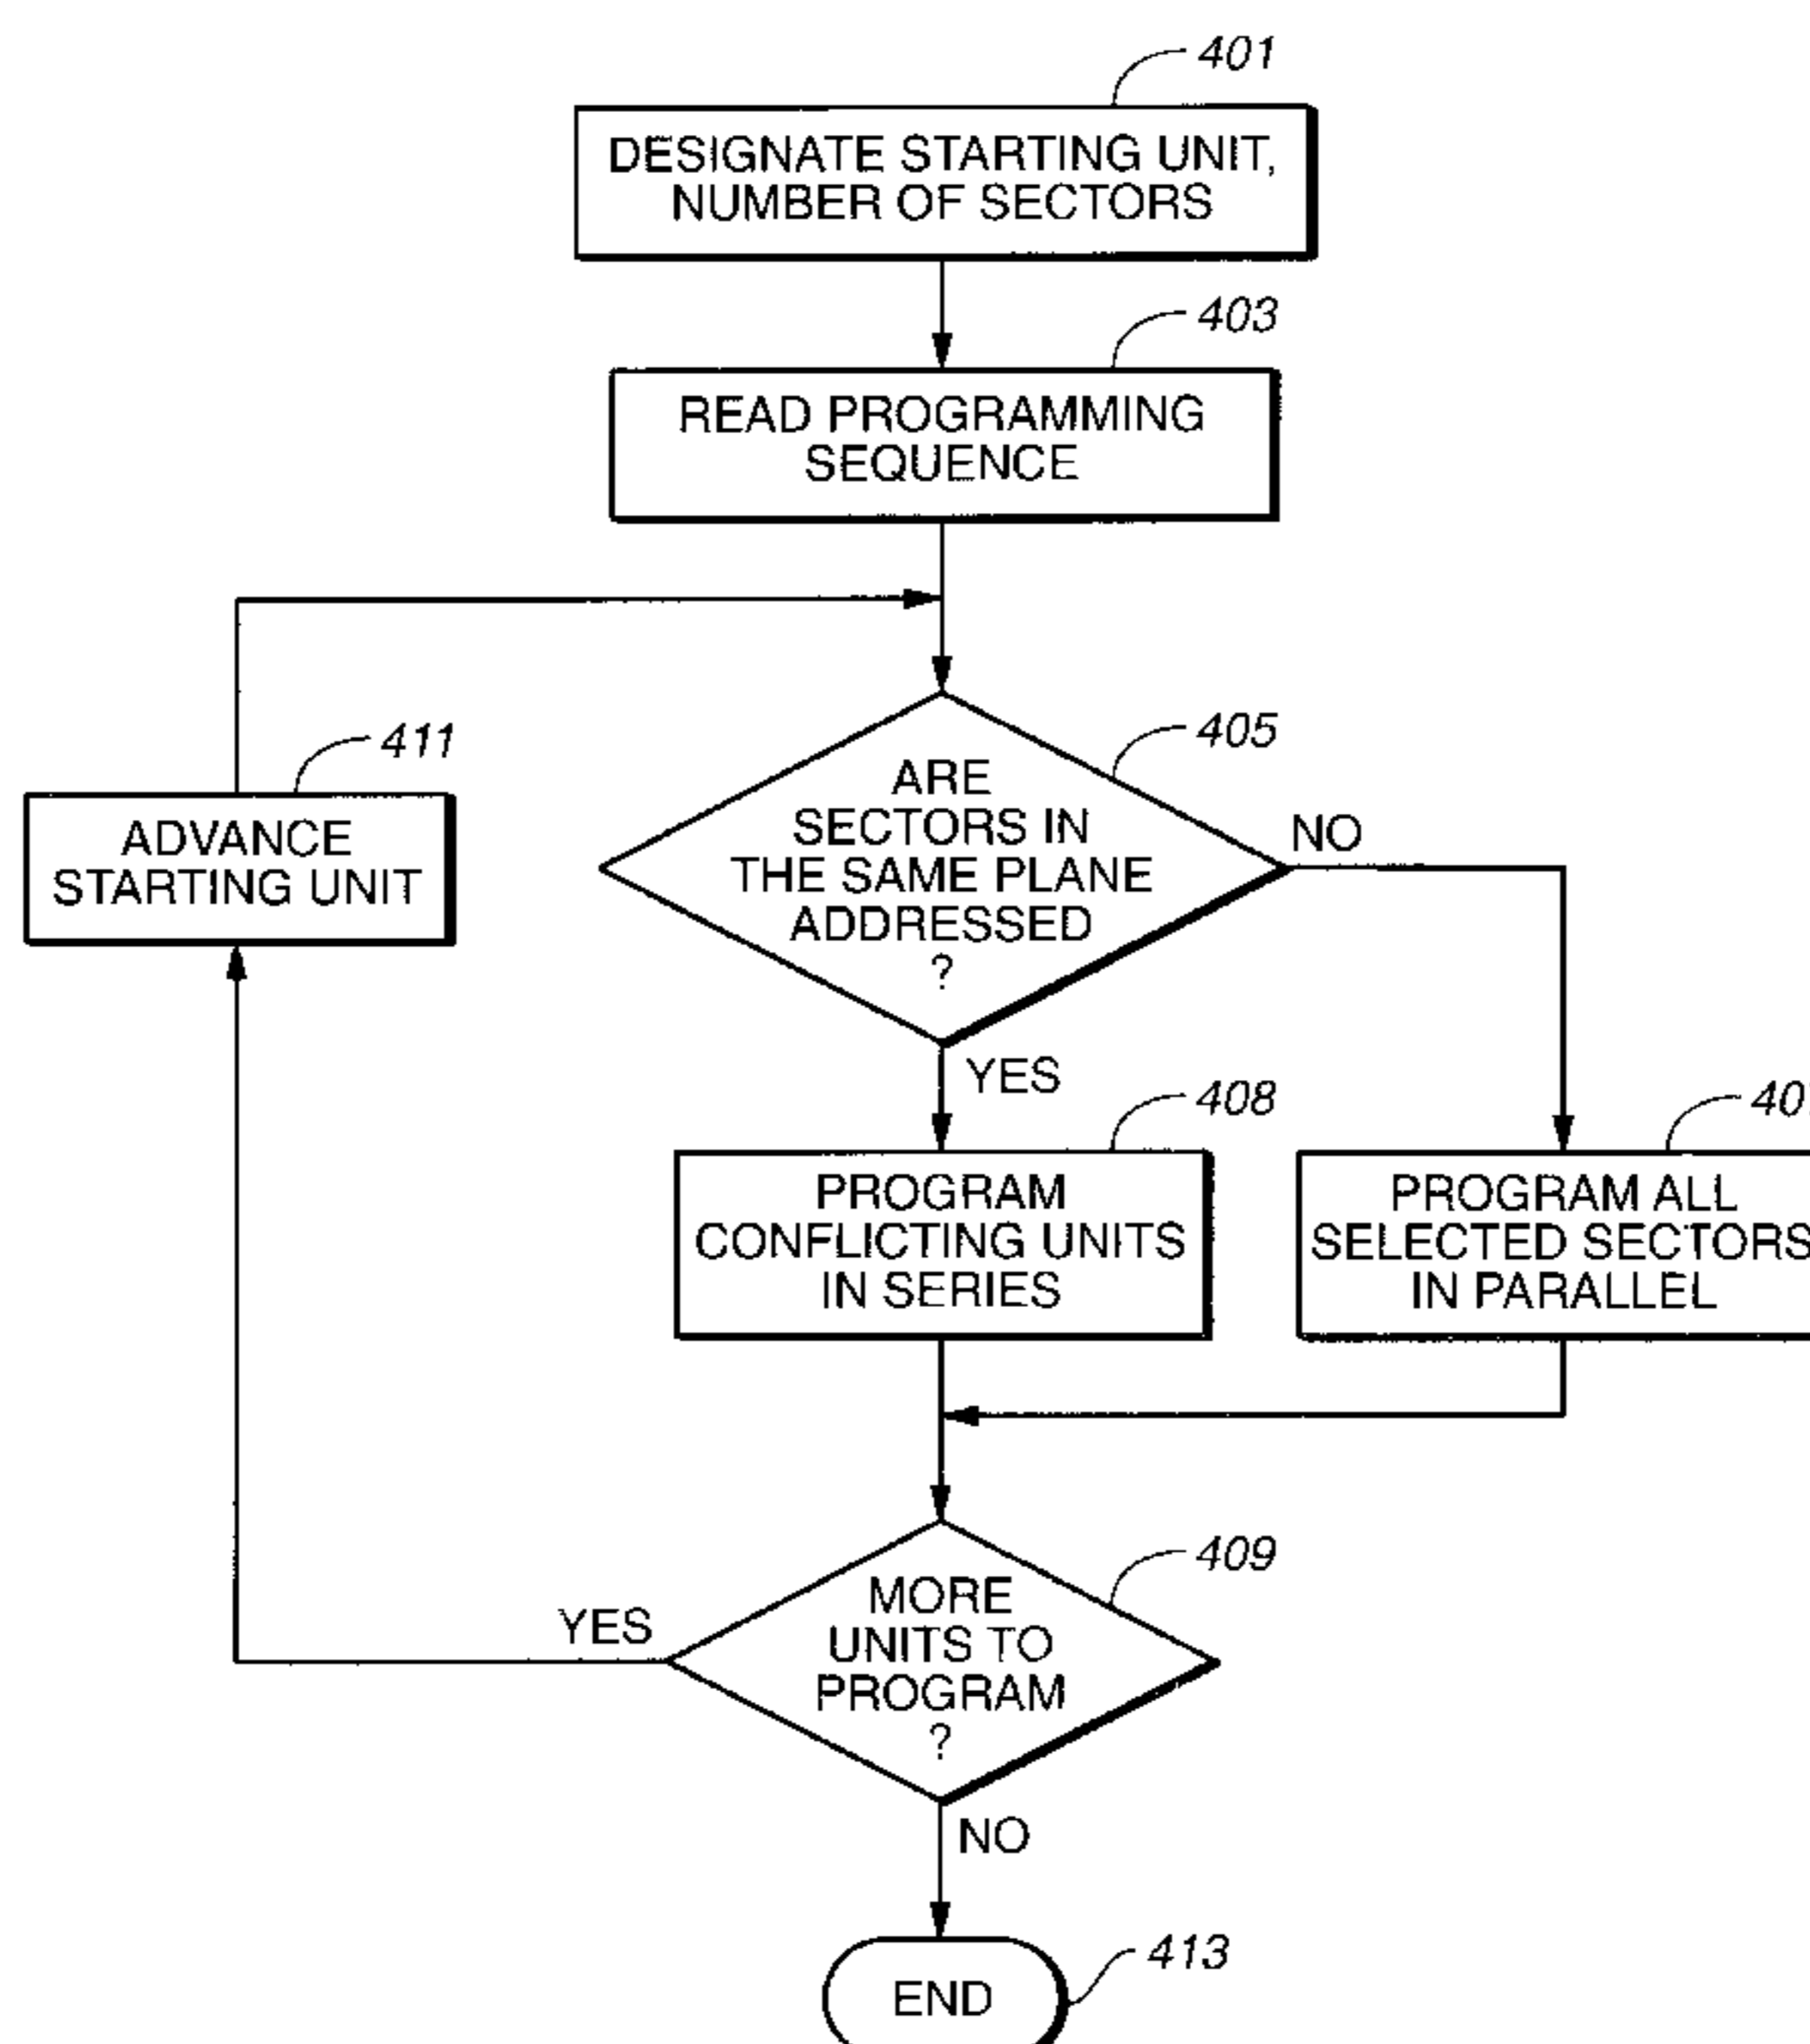 401
DESIGNATE STARTING UNIT,
NUMBER OF SECTORS
403
READ PROGRAMMING
SEQUENCE
405
ARE
SECTORS IN
THE SAME PLANE
ADDRESSED
?
NO
YES
411
ADVANCE
STARTING UNIT
408
PROGRAM
CONFLICTING UNITS
IN SERIES
PROGRAM ALL
SELECTED SECTORS
IN PARALLEL
409
MORE
UNITS TO
PROGRAM
?
YES
NO
413
END